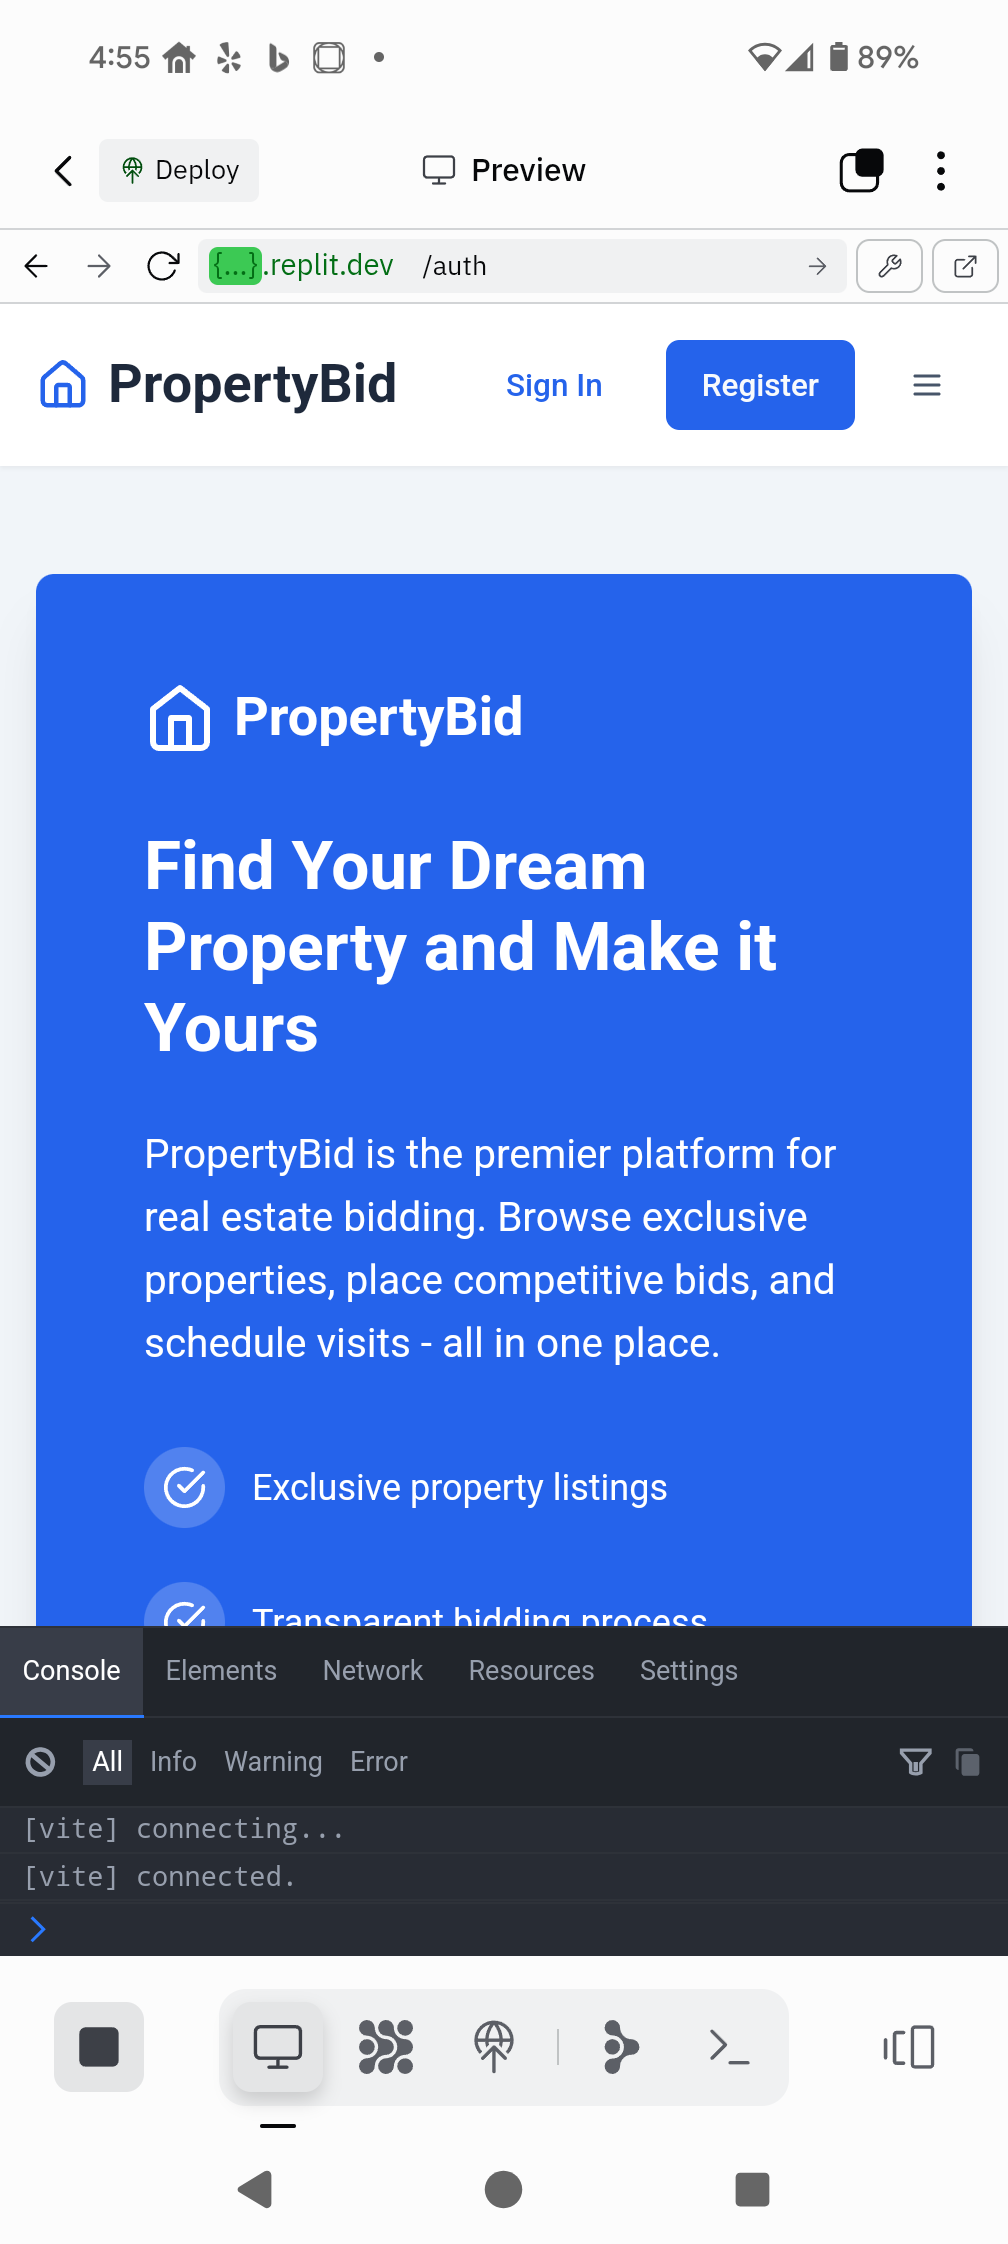 4:55
89%
Deploy
Preview
{...}.replit.dev /auth
PropertyBid
Sign In
Register
PropertyBid
Find Your Dream
Property and Make it
Yours
PropertyBid is the premier platform for
real estate bidding. Browse exclusive
properties, place competitive bids, and
schedule visits - all in one place.
Exclusive property listings
Transparent bidding process
Console Elements Network Resources Settings
All Info Warning Error
[vite] connecting...
[vite] connected.